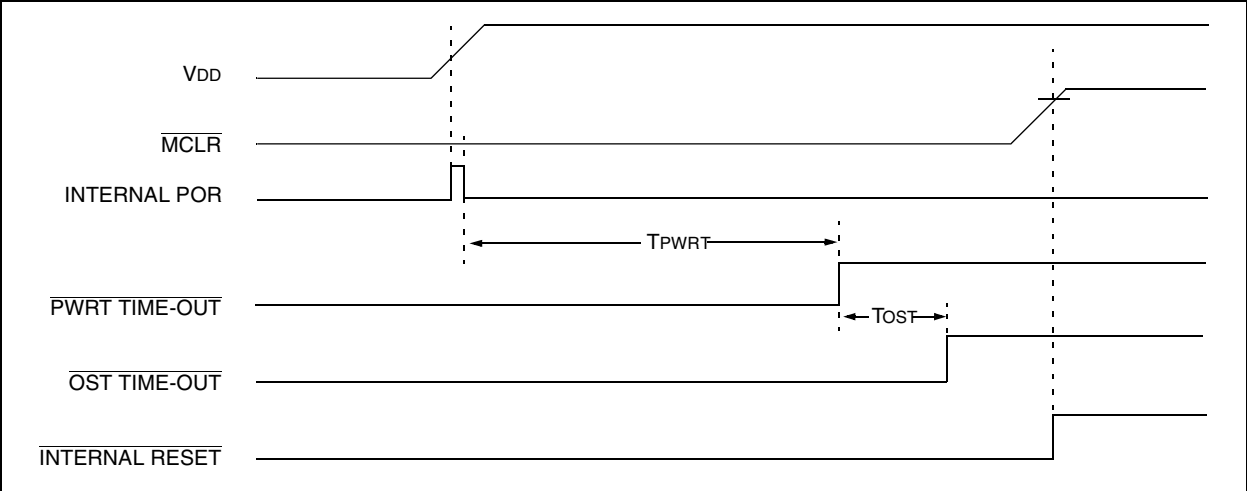 VDD
MCLR
INTERNAL POR
TPWRT
PWRT TIME-OUT
TOST
OST TIME-OUT
INTERNAL RESET